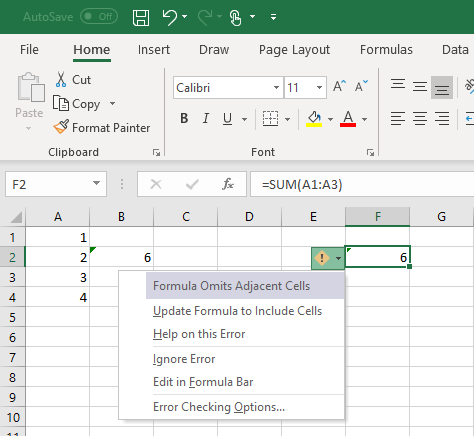 AutoSave Off
File Home Insert Draw Page Layout Formulas Data
Paste
Cut
Copy
Format Painter
Calibri 11 A A
B I U A
Clipboard Font
F2 fx =SUM(A1:A3)
A B C D E F G
1 1
2 2 6 ! 6
3 3
4 4
5
6
7
8
9
10
11
Formula Omits Adjacent Cells
Update Formula to Include Cells
Help on this Error
Ignore Error
Edit in Formula Bar
Error Checking Options...